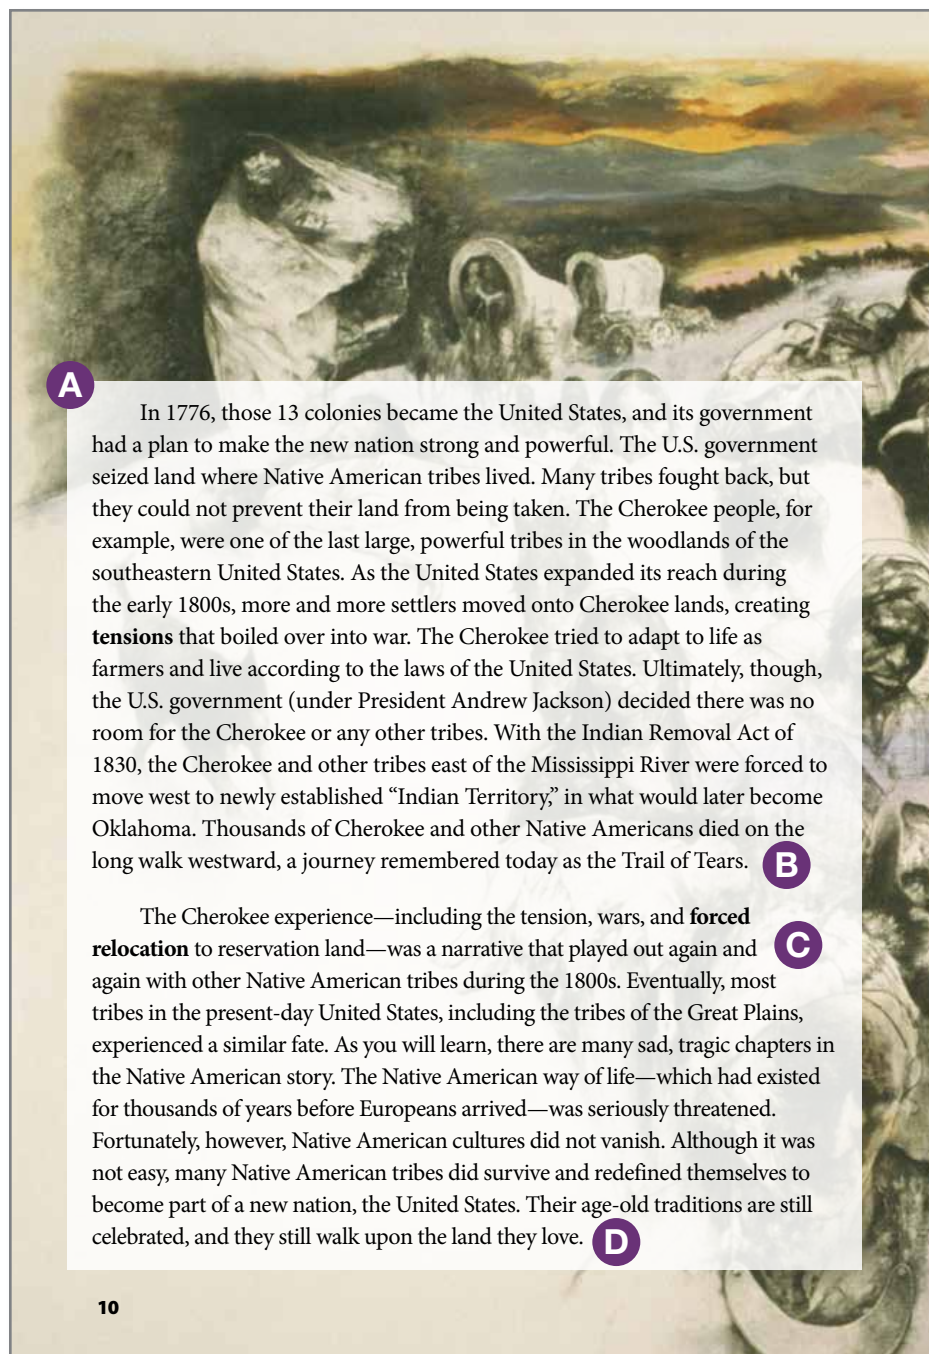 A
In 1776, those 13 colonies became the United States, and its government
had a plan to make the new nation strong and powerful. The U.S. government
seized land where Native American tribes lived. Many tribes fought back, but
they could not prevent their land from being taken. The Cherokee people, for
example, were one of the last large, powerful tribes in the woodlands of the
southeastern United States. As the United States expanded its reach during
the early 1800s, more and more settlers moved onto Cherokee lands, creating
tensions that boiled over into war. The Cherokee tried to adapt to life as
farmers and live according to the laws of the United States. Ultimately, though,
the U.S. government (under President Andrew Jackson) decided there was no
room for the Cherokee or any other tribes. With the Indian Removal Act of
1830, the Cherokee and other tribes east of the Mississippi River were forced to
move west to newly established “Indian Territory,” in what would later become
Oklahoma. Thousands of Cherokee and other Native Americans died on the
long walk westward, a journey remembered today as the Trail of Tears. B
The Cherokee experience—including the tension, wars, and forced
relocation to reservation land—was a narrative that played out again and C
again with other Native American tribes during the 1800s. Eventually, most
tribes in the present-day United States, including the tribes of the Great Plains,
experienced a similar fate. As you will learn, there are many sad, tragic chapters in
the Native American story. The Native American way of life—which had existed
for thousands of years before Europeans arrived—was seriously threatened.
Fortunately, however, Native American cultures did not vanish. Although it was
not easy, many Native American tribes did survive and redefined themselves to
become part of a new nation, the United States. Their age-old traditions are still
celebrated, and they still walk upon the land they love. D
10